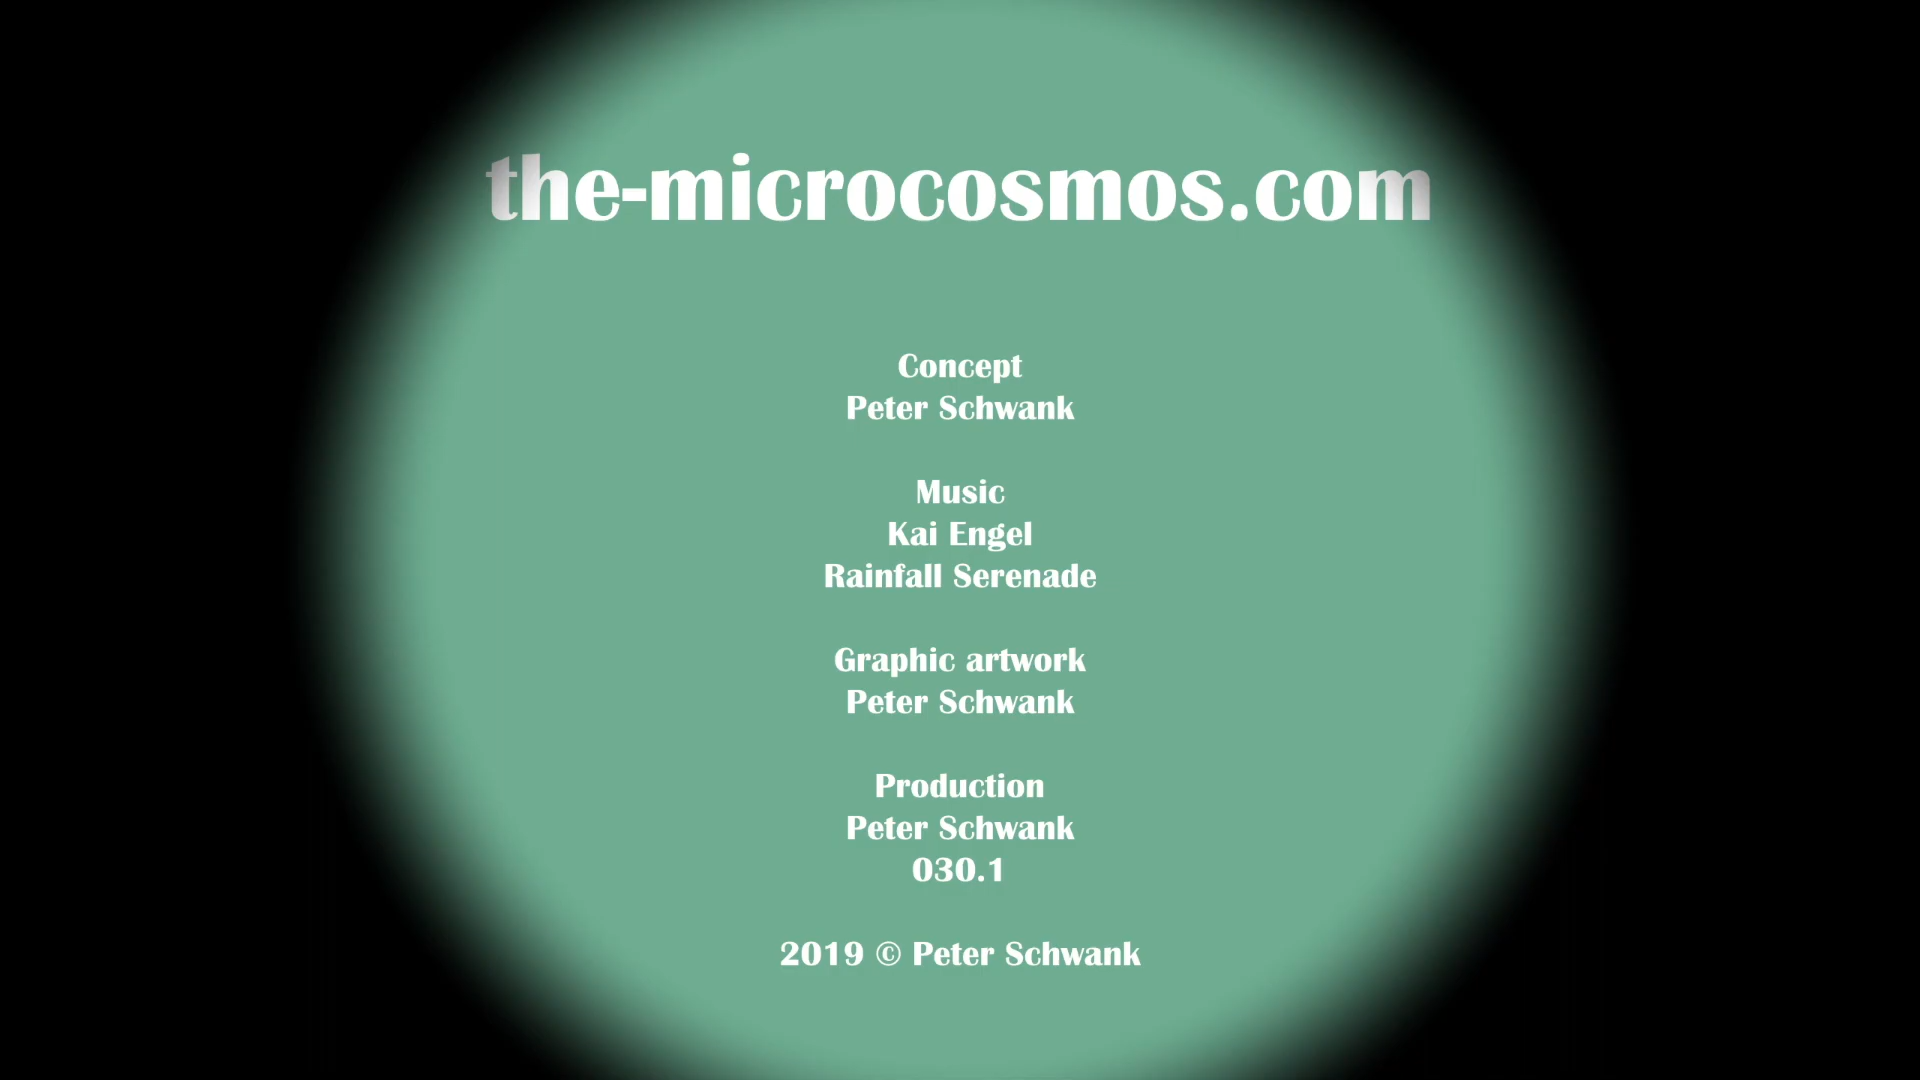 the-microcosmos.com
Concept
Peter Schwank
Music
Kai Engel
Rainfall Serenade
Graphic artwork
Peter Schwank
Production
Peter Schwank
030.1
2019 © Peter Schwank